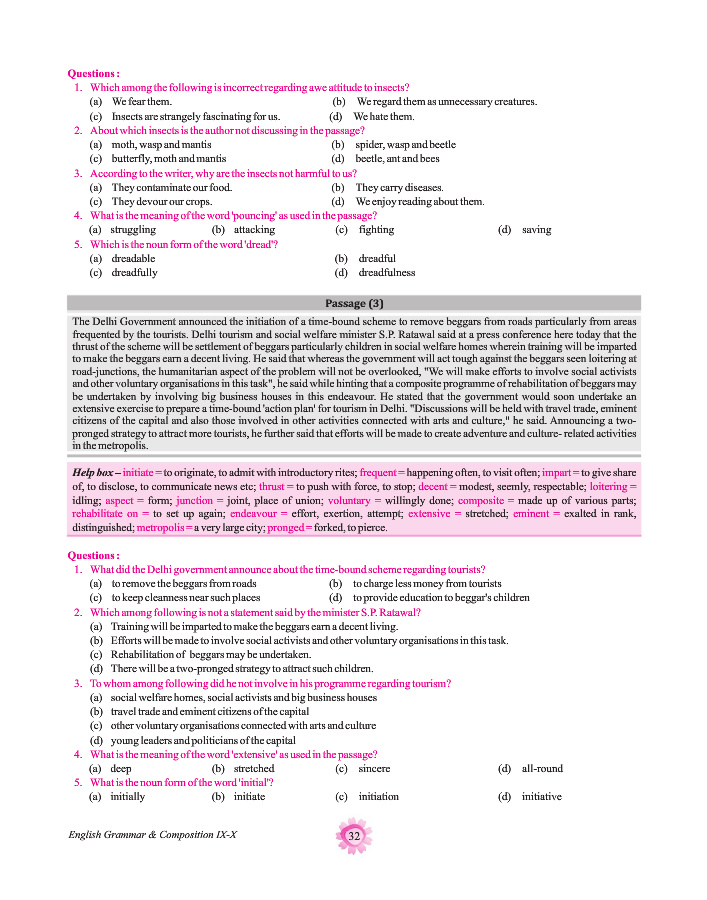 Questions :
1. Which among the following is incorrect regarding awe attitude to insects?
(a) We fear them. (b) We regard them as unnecessary creatures.
(c) Insects are strangely fascinating for us. (d) We hate them.
2. About which insects is the author not discussing in the passage?
(a) moth, wasp and mantis (b) spider, wasp and beetle
(c) butterfly, moth and mantis (d) beetle, ant and bees
3. According to the writer, why are the insects not harmful to us?
(a) They contaminate our food. (b) They carry diseases.
(c) They devour our crops. (d) We enjoy reading about them.
4. What is the meaning of the word 'pouncing' as used in the passage?
(a) struggling (b) attacking (c) fighting (d) saving
5. Which is the noun form of the word 'dread'?
(a) dreadable (b) dreadful
(c) dreadfully (d) dreadfulness
Passage (3)
The Delhi Government announced the initiation of a time-bound scheme to remove beggars from roads particularly from areas
frequented by the tourists. Delhi tourism and social welfare minister S.P. Ratawal said at a press conference here today that the
thrust of the scheme will be settlement of beggars particularly children in social welfare homes wherein training will be imparted
to make the beggars earn a decent living. He said that whereas the government will act tough against the beggars seen loitering at
road-junctions, the humanitarian aspect of the problem will not be overlooked, "We will make efforts to involve social activists
and other voluntary organisations in this task", he said while hinting that a composite programme of rehabilitation of beggars may
be undertaken by involving big business houses in this endeavour. He stated that the government would soon undertake an
extensive exercise to prepare a time-bound 'action plan' for tourism in Delhi. "Discussions will be held with travel trade, eminent
citizens of the capital and also those involved in other activities connected with arts and culture," he said. Announcing a two-
pronged strategy to attract more tourists, he further said that efforts will be made to create adventure and culture- related activities
in the metropolis.
Help box – initiate = to originate, to admit with introductory rites; frequent = happening often, to visit often; impart = to give share
of, to disclose, to communicate news etc; thrust = to push with force, to stop; decent = modest, seemly, respectable; loitering =
idling; aspect = form; junction = joint, place of union; voluntary = willingly done; composite = made up of various parts;
rehabilitate on = to set up again; endeavour = effort, exertion, attempt; extensive = stretched; eminent = exalted in rank,
distinguished; metropolis = a very large city; pronged = forked, to pierce.
Questions :
1. What did the Delhi government announce about the time-bound scheme regarding tourists?
(a) to remove the beggars from roads (b) to charge less money from tourists
(c) to keep cleanness near such places (d) to provide education to beggar's children
2. Which among following is not a statement said by the minister S.P. Ratawal?
(a) Training will be imparted to make the beggars earn a decent living.
(b) Efforts will be made to involve social activists and other voluntary organisations in this task.
(c) Rehabilitation of beggars may be undertaken.
(d) There will be a two-pronged strategy to attract such children.
3. To whom among following did he not involve in his programme regarding tourism?
(a) social welfare homes, social activists and big business houses
(b) travel trade and eminent citizens of the capital
(c) other voluntary organisations connected with arts and culture
(d) young leaders and politicians of the capital
4. What is the meaning of the word 'extensive' as used in the passage?
(a) deep (b) stretched (c) sincere (d) all-round
5. What is the noun form of the word 'initial'?
(a) initially (b) initiate (c) initiation (d) initiative
English Grammar & Composition IX-X
32